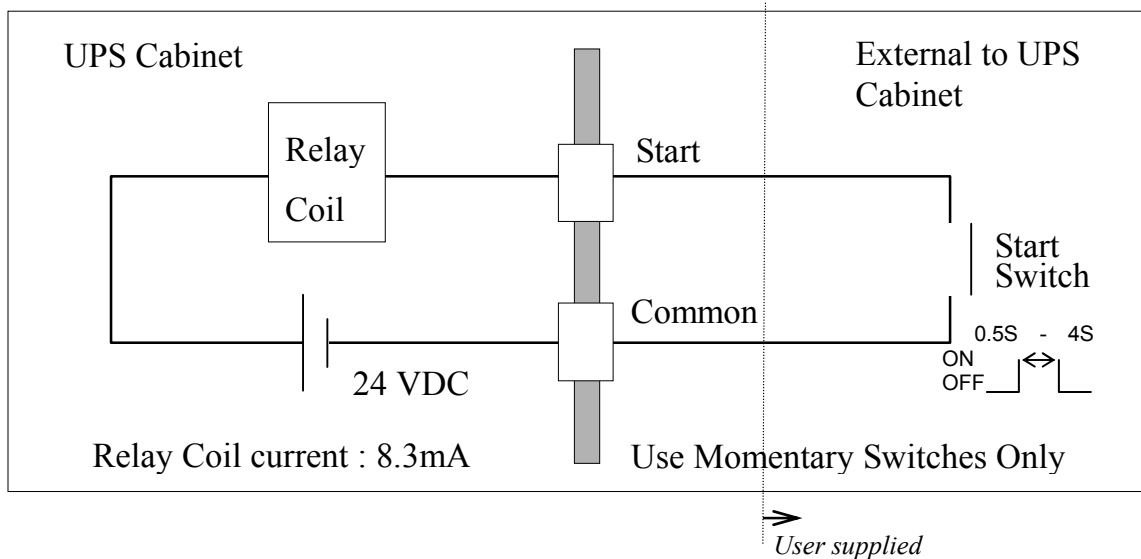 UPS Cabinet
External to UPS
Cabinet
Relay
Coil
Start
Start
Switch
Common
0.5S - 4S
ON
OFF
24 VDC
Relay Coil current : 8.3mA
Use Momentary Switches Only
User supplied